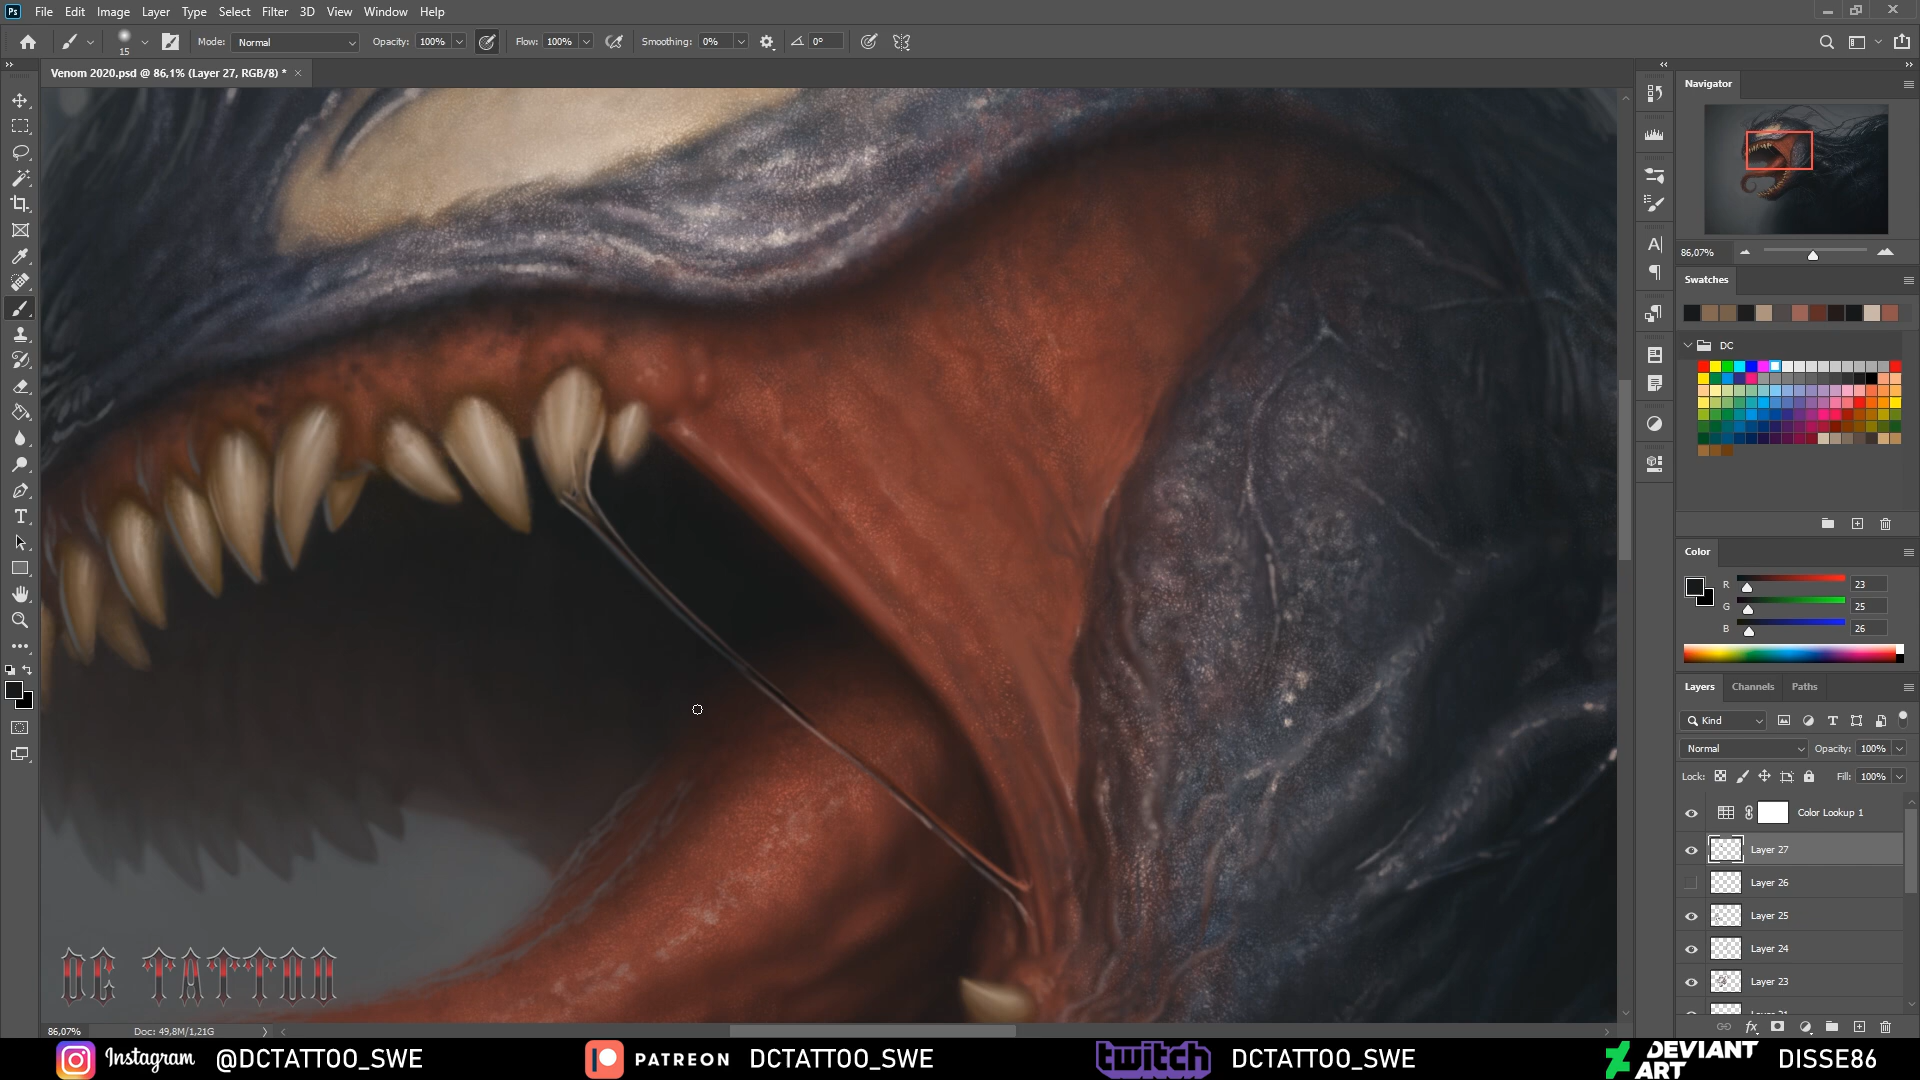 Ps File Edit Image Layer Type Select Filter 3D View Window Help
15 Mode: Normal Opacity: 100% Flow: 100% Smoothing: 0% 0°
Venom 2020.psd @ 86,1% (Layer 27, RGB/8) *
Navigator
86,07%
Swatches
DC
Color
R 23
G 25
B 26
Layers Channels Paths
Kind
Normal Opacity: 100%
Lock: Fill: 100%
Color Lookup 1
Layer 27
Layer 26
Layer 25
Layer 24
Layer 23
DC TATTOO
86,07% Doc: 49,8M/1,21G
Instagram @DCTATTOO_SWE PATREON DCTATTOO_SWE twitch DCTATTOO_SWE DEVIANT ART DISSE86